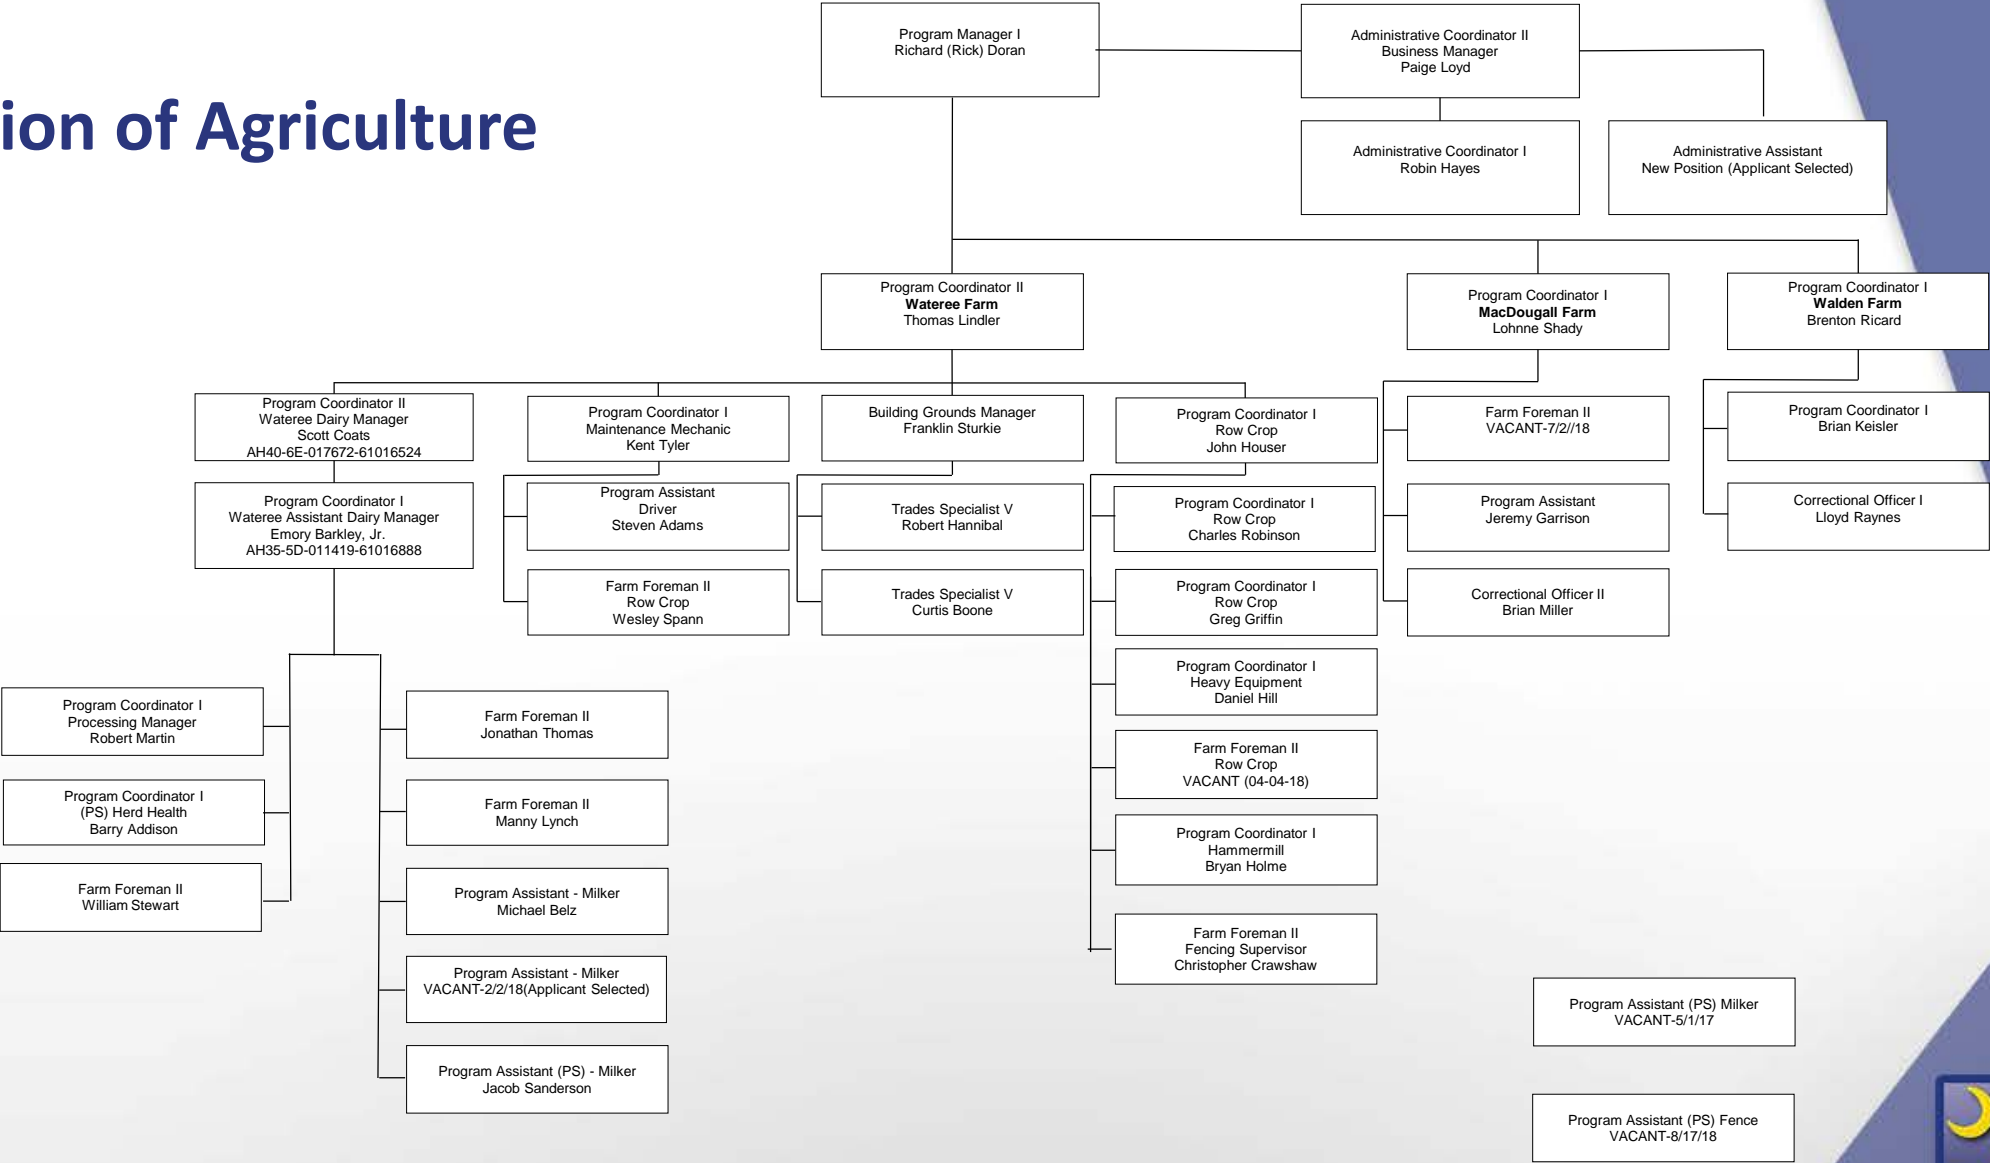 ion of Agriculture
Program Manager I
Richard (Rick) Doran
Administrative Coordinator II
Business Manager
Paige Loyd
Administrative Coordinator I
Robin Hayes
Administrative Assistant
New Position (Applicant Selected)
Program Coordinator II
Wateree Farm
Thomas Lindler
Program Coordinator I
MacDougall Farm
Lohnne Shady
Program Coordinator I
Walden Farm
Brenton Ricard
Program Coordinator II
Wateree Dairy Manager
Scott Coats
AH40-6E-017672-61016524
Program Coordinator I
Wateree Assistant Dairy Manager
Emory Barkley, Jr.
AH35-5D-011419-61016888
Program Coordinator I
Processing Manager
Robert Martin
Program Coordinator I
(PS) Herd Health
Barry Addison
Farm Foreman II
William Stewart
Farm Foreman II
Jonathan Thomas
Farm Foreman II
Manny Lynch
Program Assistant - Milker
Michael Belz
Program Assistant - Milker
VACANT-2/2/18(Applicant Selected)
Program Assistant (PS) - Milker
Jacob Sanderson
Program Coordinator I
Maintenance Mechanic
Kent Tyler
Program Assistant
Driver
Steven Adams
Farm Foreman II
Row Crop
Wesley Spann
Building Grounds Manager
Franklin Sturkie
Trades Specialist V
Robert Hannibal
Trades Specialist V
Curtis Boone
Program Coordinator I
Row Crop
John Houser
Program Coordinator I
Row Crop
Charles Robinson
Program Coordinator I
Row Crop
Greg Griffin
Program Coordinator I
Heavy Equipment
Daniel Hill
Farm Foreman II
Row Crop
VACANT (04-04-18)
Program Coordinator I
Hammermill
Bryan Holme
Farm Foreman II
Fencing Supervisor
Christopher Crawshaw
Farm Foreman II
VACANT-7/2//18
Program Assistant
Jeremy Garrison
Correctional Officer II
Brian Miller
Program Coordinator I
Brian Keisler
Correctional Officer I
Lloyd Raynes
Program Assistant (PS) Milker
VACANT-5/1/17
Program Assistant (PS) Fence
VACANT-8/17/18